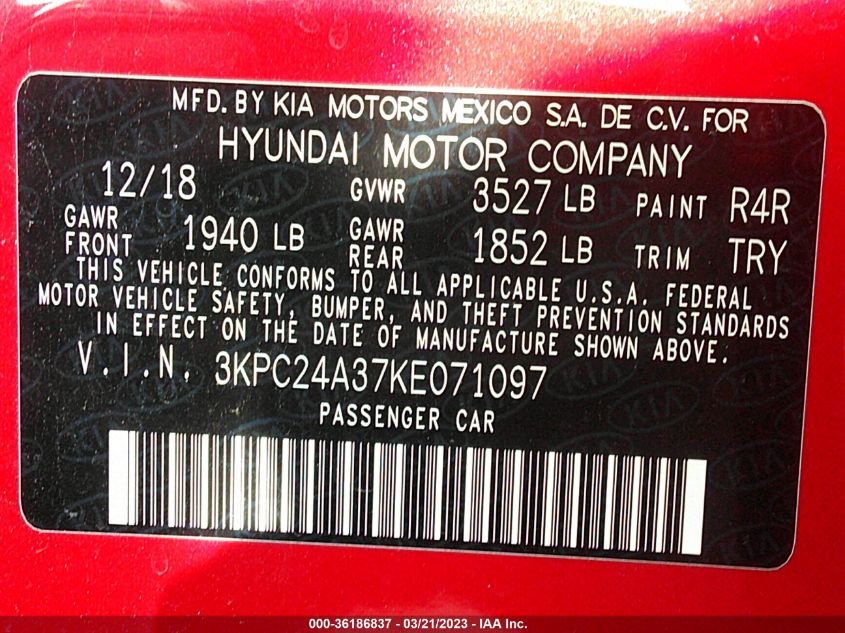 MFD. BY KIA MOTORS MEXICO S.A. DE C.V. FOR
HYUNDAI MOTOR COMPANY
12/18 GVWR 3527 LB PAINT R4R
GAWR FRONT 1940 LB GAWR REAR 1852 LB TRIM TRY
THIS VEHICLE CONFORMS TO ALL APPLICABLE U.S.A. FEDERAL
MOTOR VEHICLE SAFETY, BUMPER, AND THEFT PREVENTION STANDARDS
IN EFFECT ON THE DATE OF MANUFACTURE SHOWN ABOVE.
V.I.N. 3KPC24A37KE071097
PASSENGER CAR
000-36186837 - 03/21/2023 - IAA Inc.